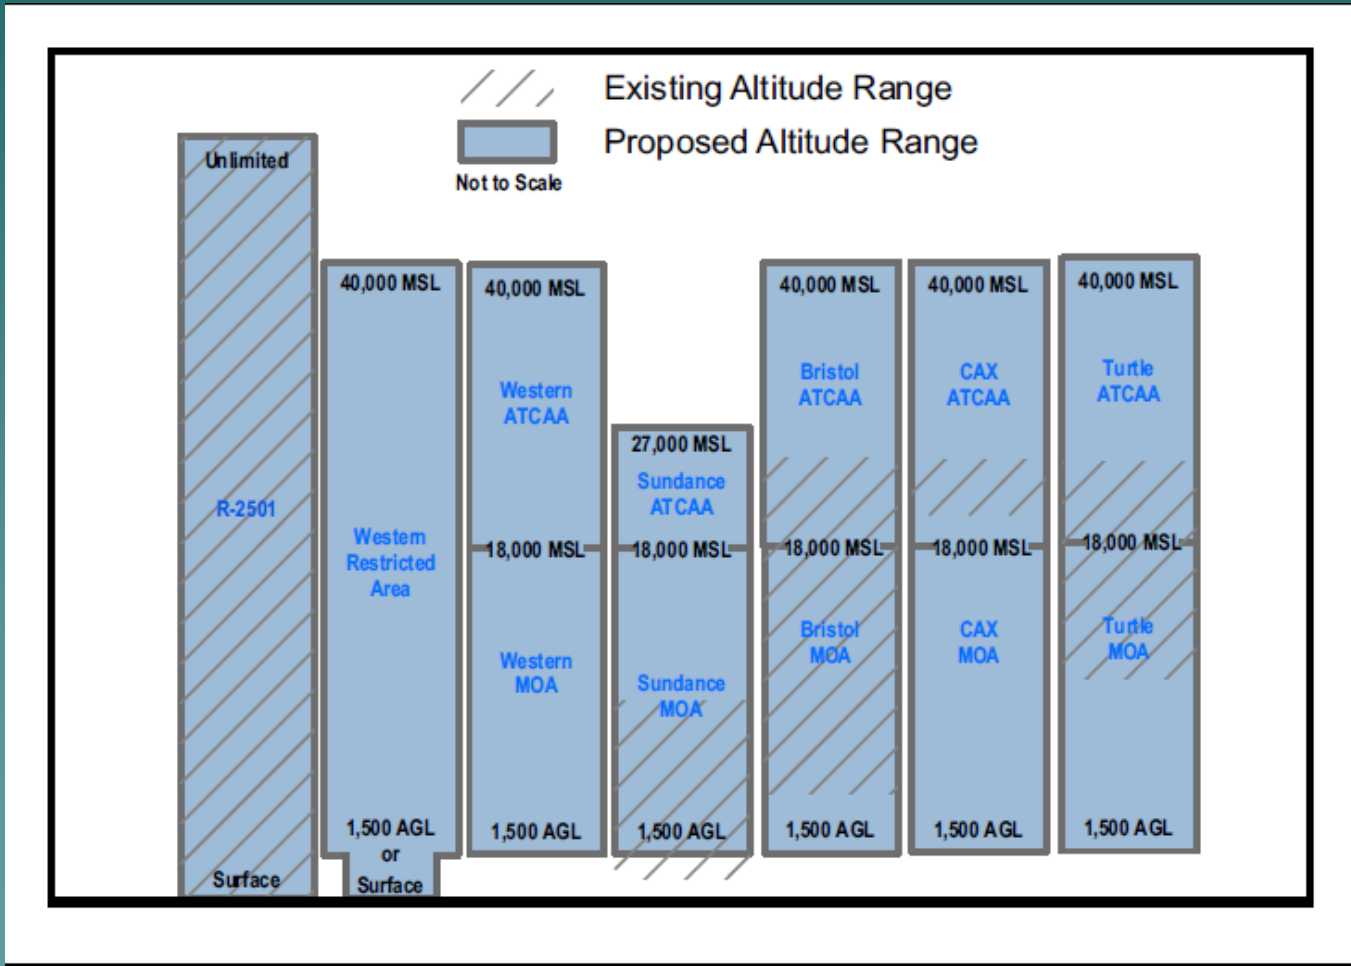 Existing Altitude Range
Proposed Altitude Range
Not to Scale
Unlimited
R-2501
Surface
40,000 MSL
Western
Restricted
Area
1,500 AGL
or
Surface
40,000 MSL
Western
ATCAA
18,000 MSL
Western
MOA
1,500 AGL
27,000 MSL
Sundance
ATCAA
18,000 MSL
Sundance
MOA
1,500 AGL
40,000 MSL
Bristol
ATCAA
18,000 MSL
Bristol
MOA
1,500 AGL
40,000 MSL
CAX
ATCAA
18,000 MSL
CAX
MOA
1,500 AGL
40,000 MSL
Turtle
ATCAA
18,000 MSL
Turtle
MOA
1,500 AGL